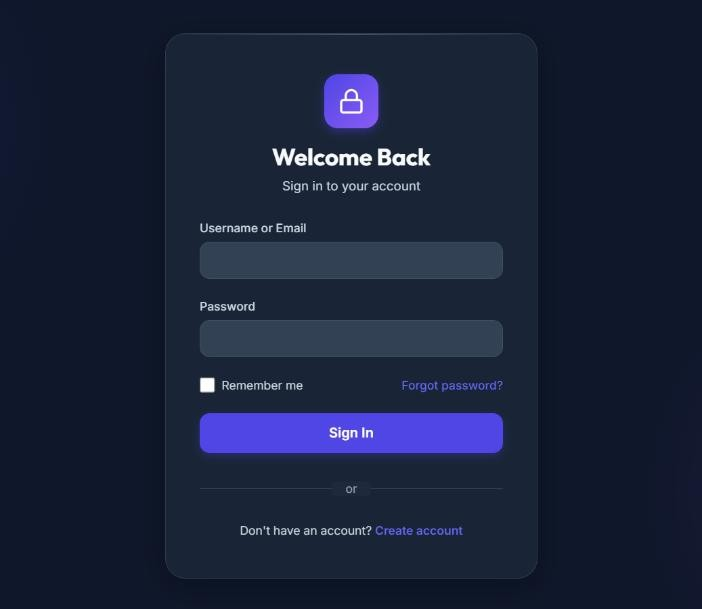 Welcome Back
Sign in to your account
Username or Email
Password
Remember me
Forgot password?
Sign In
or
Don't have an account? Create account